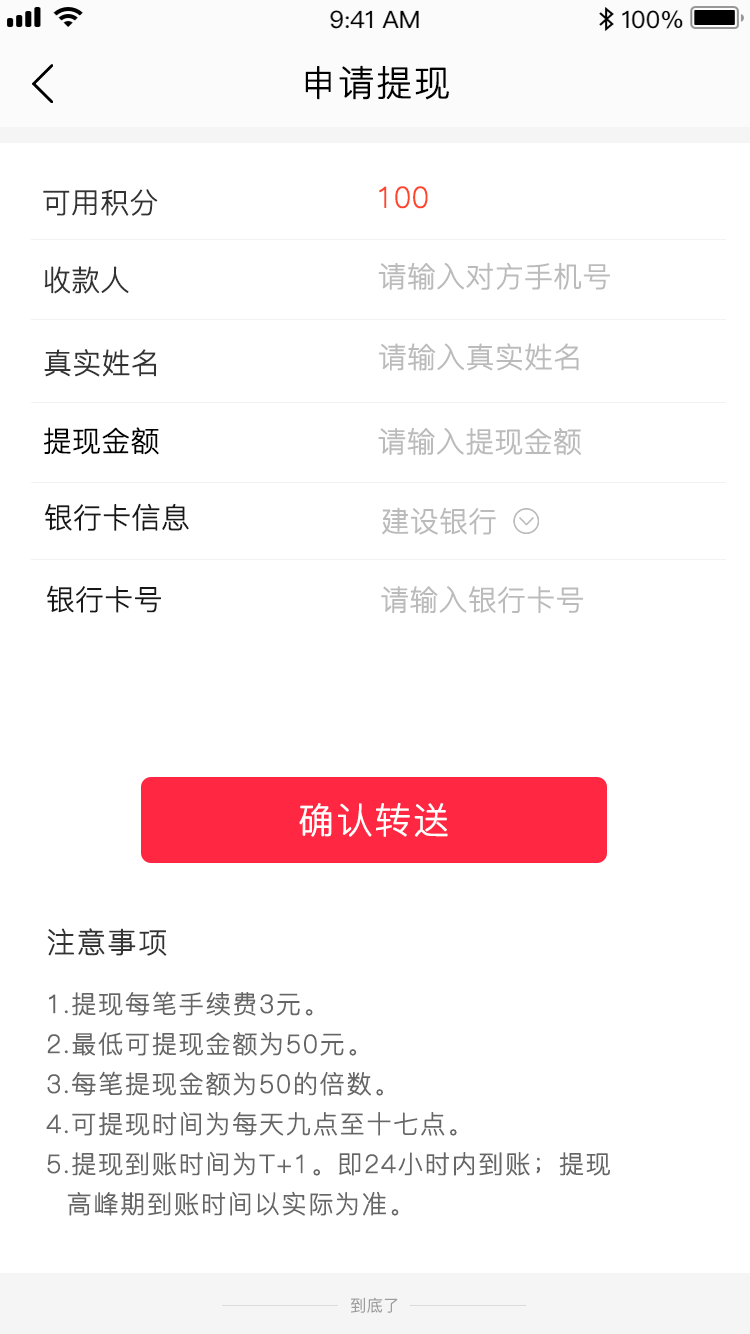 9:41 AM 100%
申请提现
可用积分 100
收款人 请输入对方手机号
真实姓名 请输入真实姓名
提现金额 请输入提现金额
银行卡信息 建设银行
银行卡号 请输入银行卡号
确认转送
注意事项
1.提现每笔手续费3元。
2.最低可提现金额为50元。
3.每笔提现金额为50的倍数。
4.可提现时间为每天九点至十七点。
5.提现到账时间为T+1。即24小时内到账；提现
高峰期到账时间以实际为准。
到底了